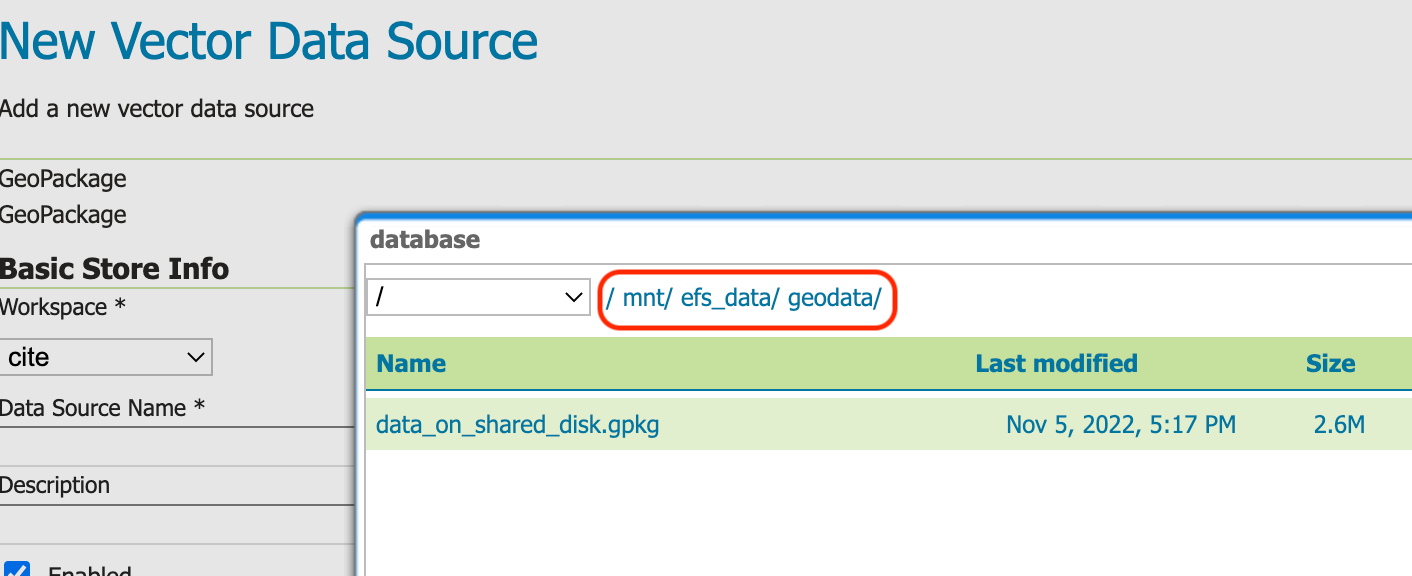 New Vector Data Source
Add a new vector data source
GeoPackage
GeoPackage
Basic Store Info
Workspace *
cite
Data Source Name *
Description
Enabled
database
/ / mnt/ efs_data/ geodata/
Name Last modified Size
data_on_shared_disk.gpkg Nov 5, 2022, 5:17 PM 2.6M